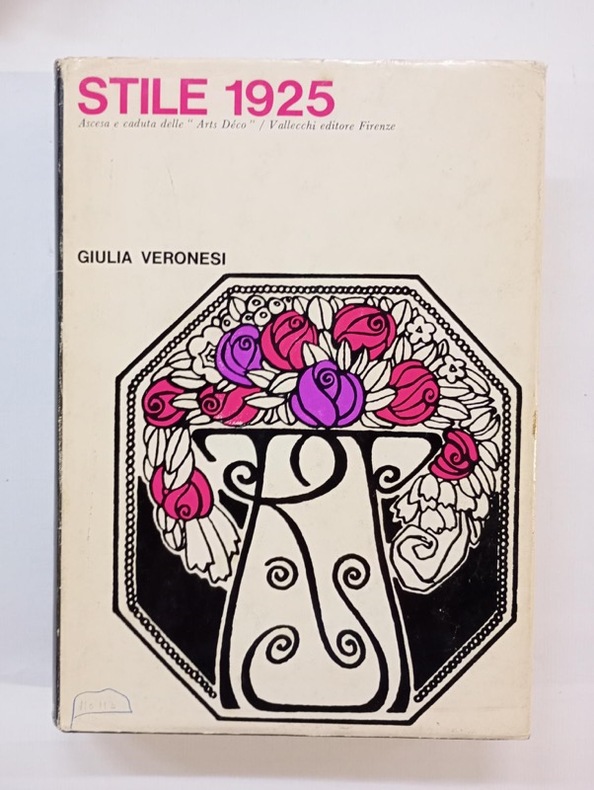 STILE 1925
Ascesa e caduta delle "Arts Déco" / Vallecchi editore Firenze
GIULIA VERONESI